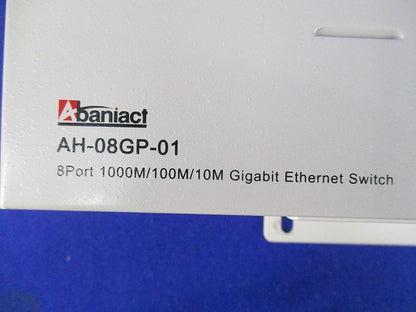 Abaniact
AH-08GP-01
8Port 1000M/100M/10M Gigabit Ethernet Switch